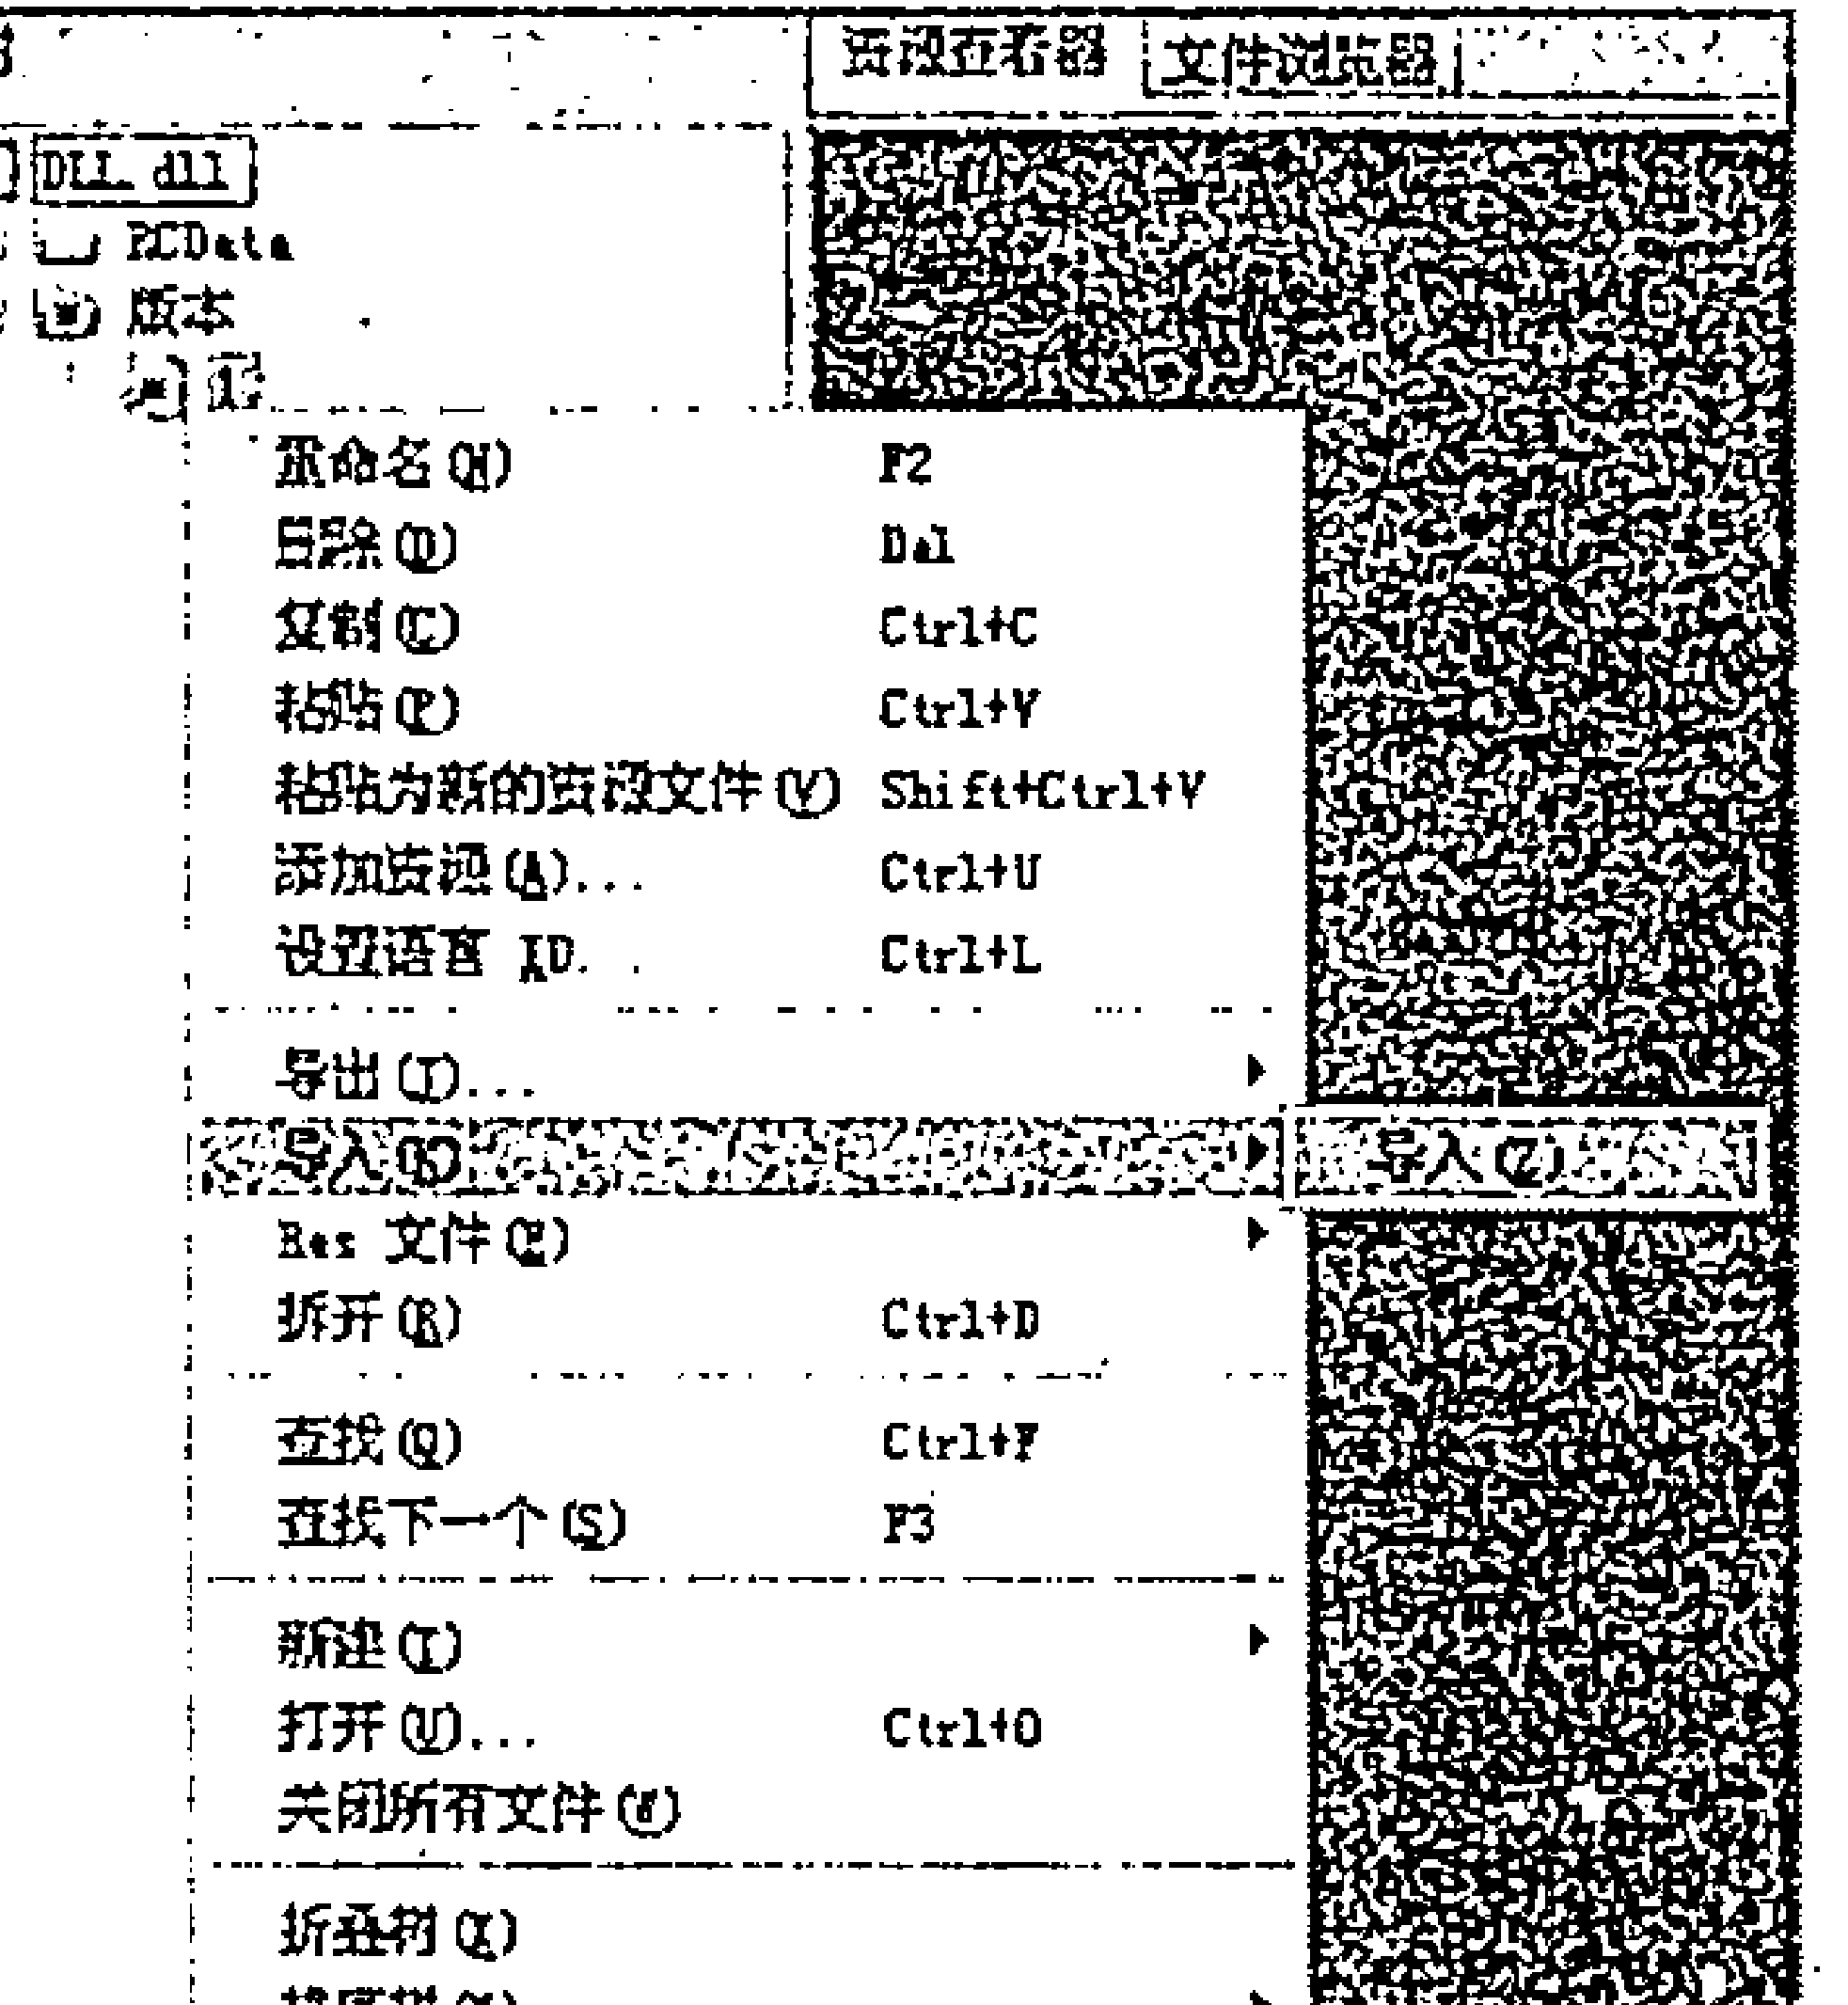 资源查看器 文件浏览器
DLL.dll
RCData
版本
1
重命名(N) F2
删除(D) Del
复制(C) Ctrl+C
粘贴(P) Ctrl+V
粘贴为新的资源文件(V) Shift+Ctrl+V
添加资源(A)... Ctrl+U
设置语言 ID... Ctrl+L
导出(J)...
导入 导入(Z)
Res 文件
拆开(R) Ctrl+D
查找(Q) Ctrl+F
查找下一个(S) F3
新建(T)
打开(U)... Ctrl+O
关闭所有文件(W)
折叠树(X)